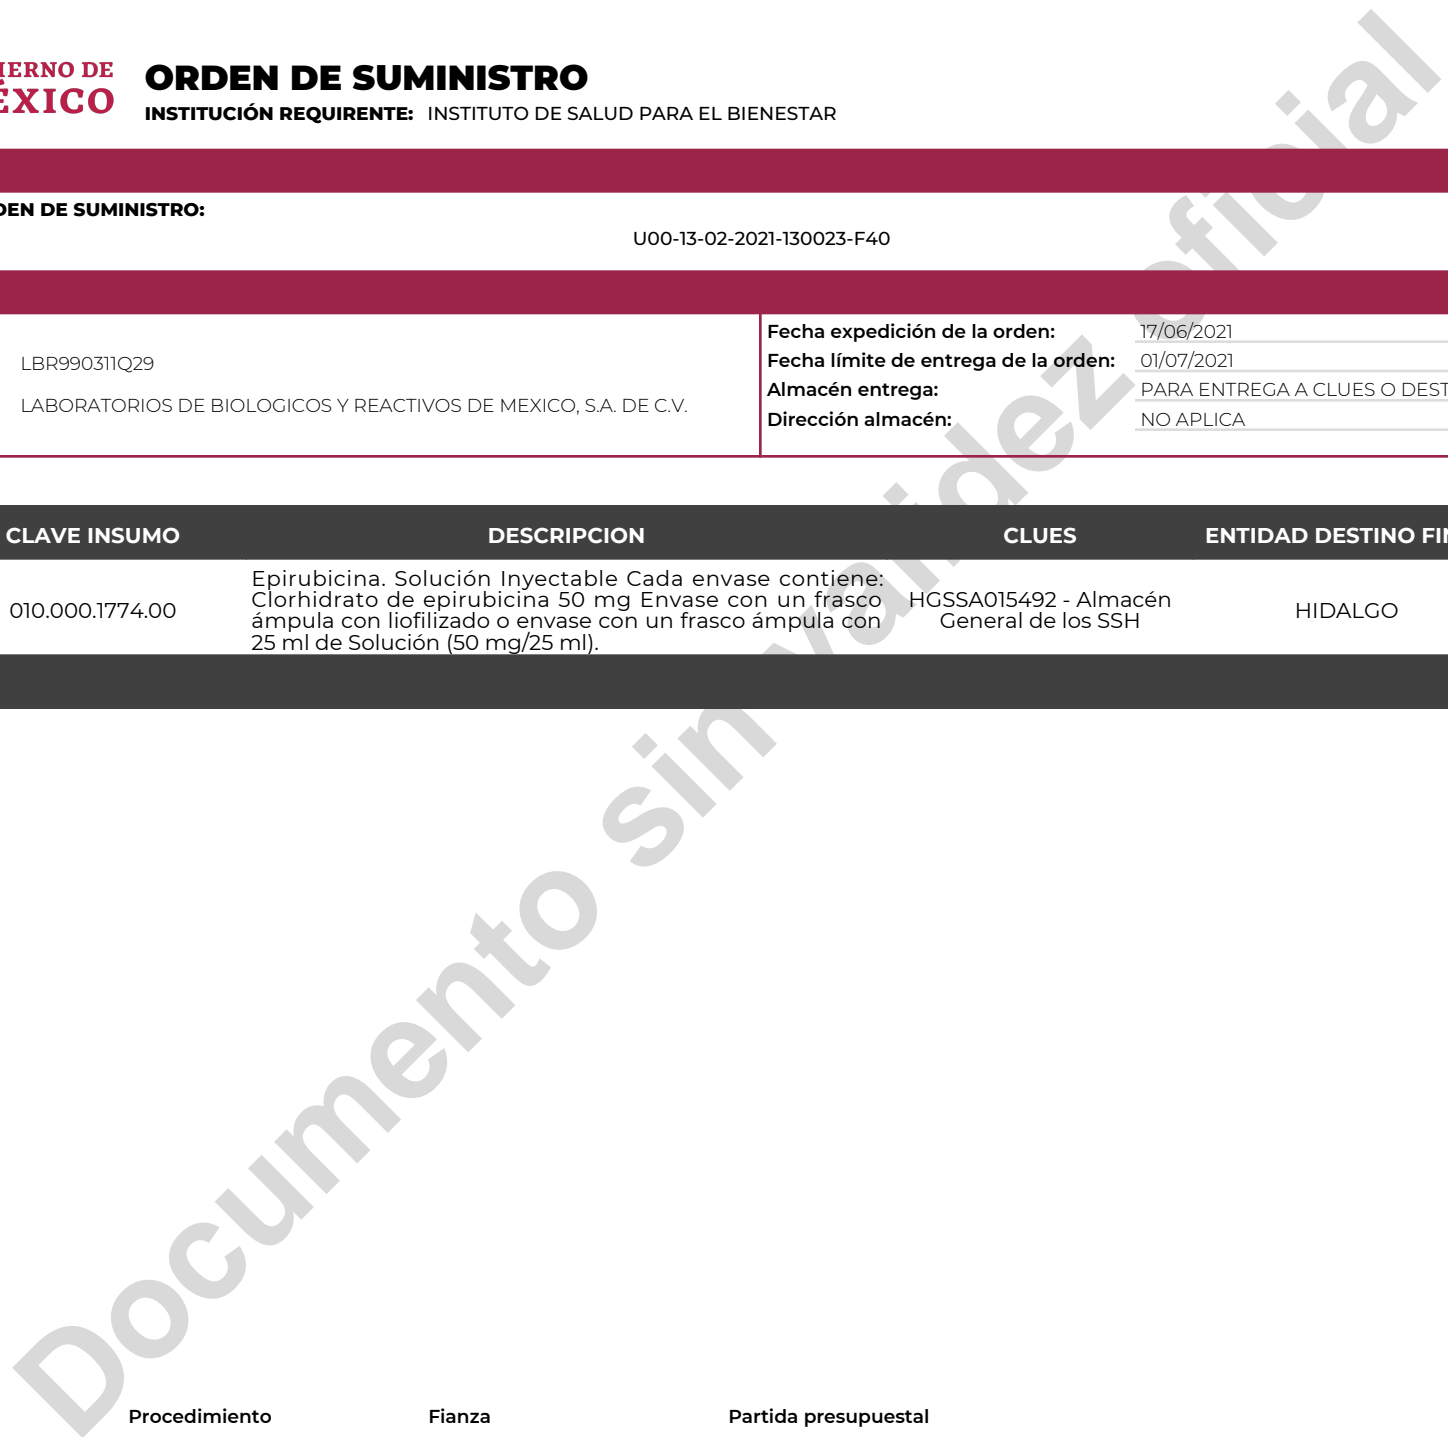 IERNO DE
ÉXICO
ORDEN DE SUMINISTRO
INSTITUCIÓN REQUIRENTE: INSTITUTO DE SALUD PARA EL BIENESTAR
DEN DE SUMINISTRO:
U00-13-02-2021-130023-F40
LBR990311Q29
LABORATORIOS DE BIOLOGICOS Y REACTIVOS DE MEXICO, S.A. DE C.V.
Fecha expedición de la orden: 17/06/2021
Fecha límite de entrega de la orden: 01/07/2021
Almacén entrega: PARA ENTREGA A CLUES O DEST
Dirección almacén: NO APLICA
CLAVE INSUMO DESCRIPCION CLUES ENTIDAD DESTINO FIN
010.000.1774.00
Epirubicina. Solución Inyectable Cada envase contiene:
Clorhidrato de epirubicina 50 mg Envase con un frasco
ámpula con liofilizado o envase con un frasco ámpula con
25 ml de Solución (50 mg/25 ml).
HGSSA015492 - Almacén
General de los SSH
HIDALGO
Documento sin validez oficial
Procedimiento Fianza Partida presupuestal